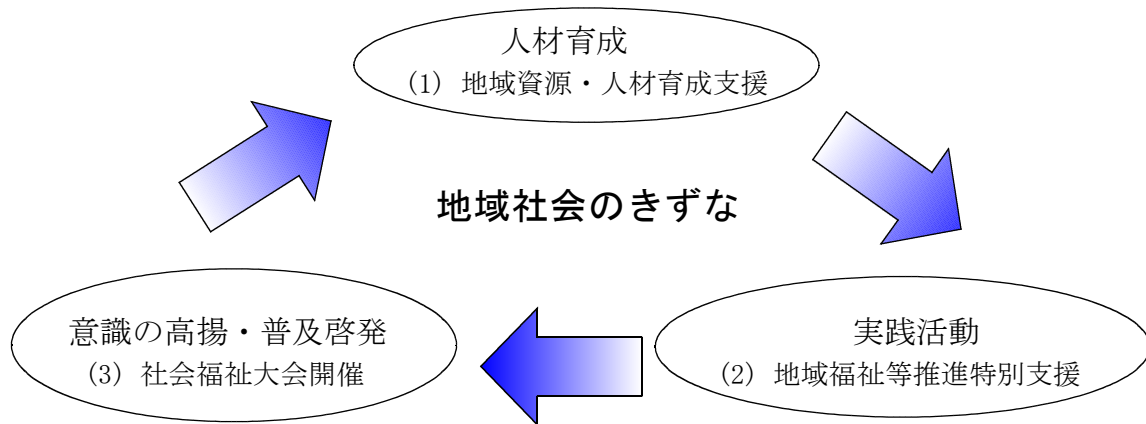 人材育成
(1) 地域資源・人材育成支援
地域社会のきずな
意識の高揚・普及啓発
(3) 社会福祉大会開催
実践活動
(2) 地域福祉等推進特別支援